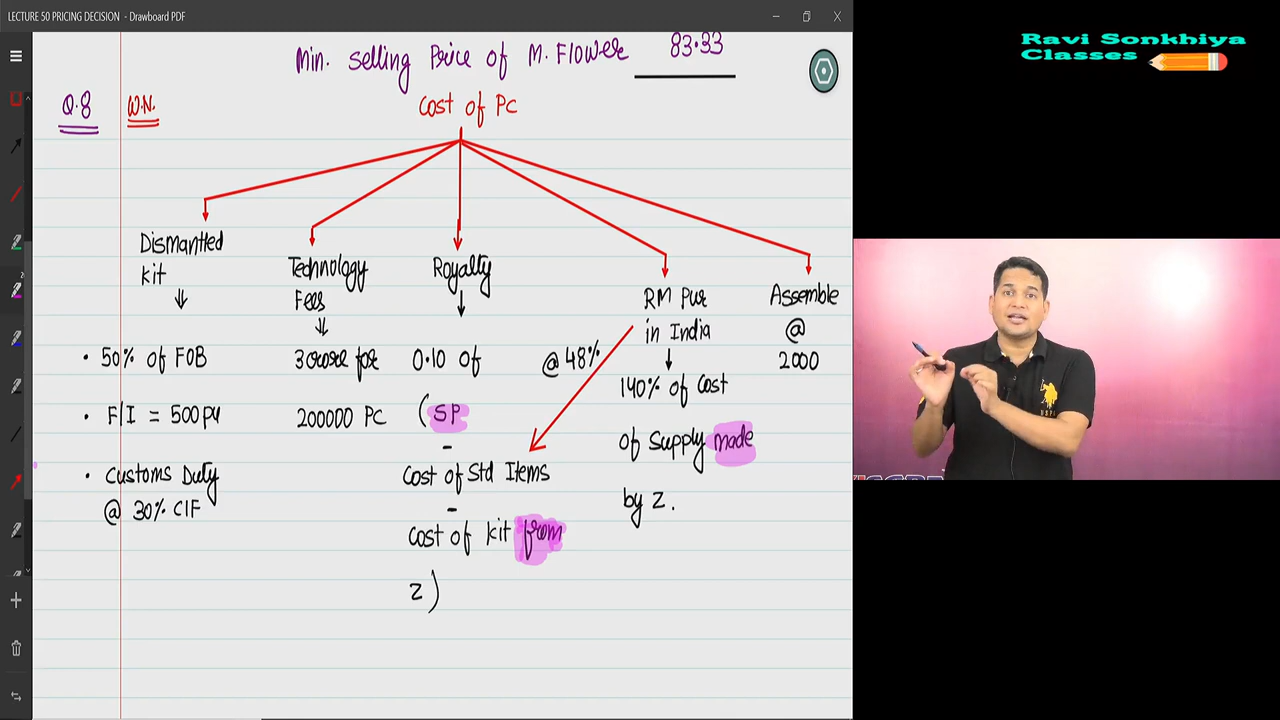 LECTURE 50 PRICING DECISION - Drawboard PDF
Ravi Sonkhiya
Classes
Min. Selling Price of M. Flower 83.33
Q.8 W.N.
Cost of PC
Dismantled
kit
• 50% of FOB
• F/I = 500 pu
• Customs Duty
@ 30% CIF
Technology
Fees
3 crore for
200000 PC
Royalty
0.10 of
(SP
-
Cost of Std Items
-
Cost of kit from
Z)
@ 48%
RM Pur
in India
140% of Cost
of Supply made
by Z.
Assemble
@
2000